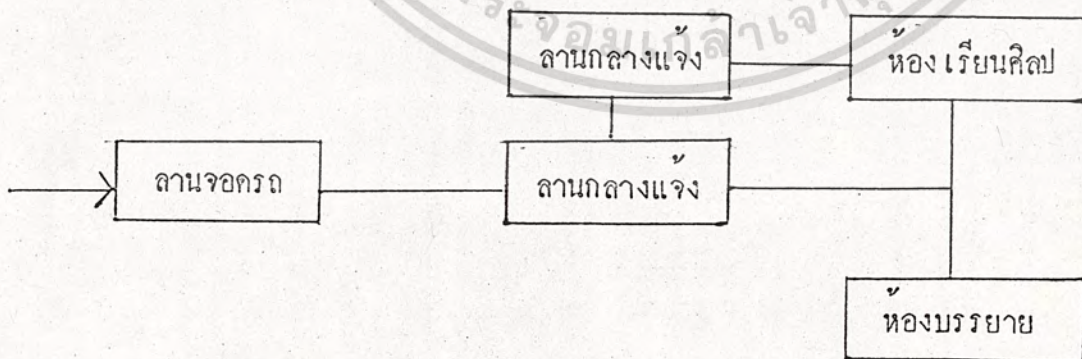 ลานกลางแจ้ง
ห้องเรียนศิลป
ลานจอดรถ
ลานกลางแจ้ง
ห้องบรรยาย